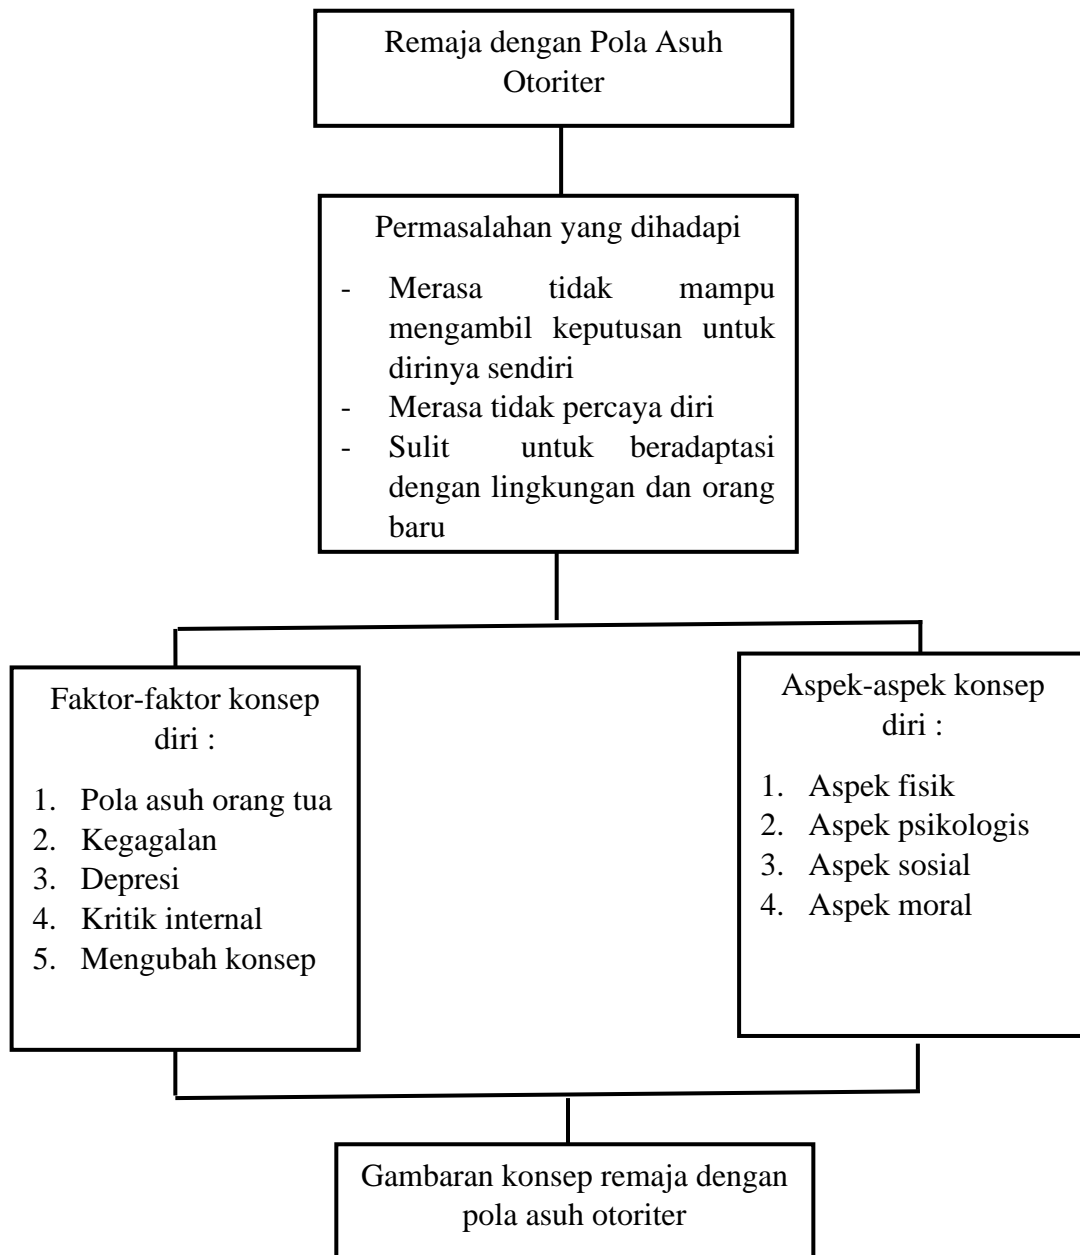 Remaja dengan Pola Asuh
Otoriter
Permasalahan yang dihadapi
- Merasa tidak mampu
mengambil keputusan untuk
dirinya sendiri
- Merasa tidak percaya diri
- Sulit untuk beradaptasi
dengan lingkungan dan orang
baru
Faktor-faktor konsep
diri :
1. Pola asuh orang tua
2. Kegagalan
3. Depresi
4. Kritik internal
5. Mengubah konsep
Aspek-aspek konsep
diri :
1. Aspek fisik
2. Aspek psikologis
3. Aspek sosial
4. Aspek moral
Gambaran konsep remaja dengan
pola asuh otoriter